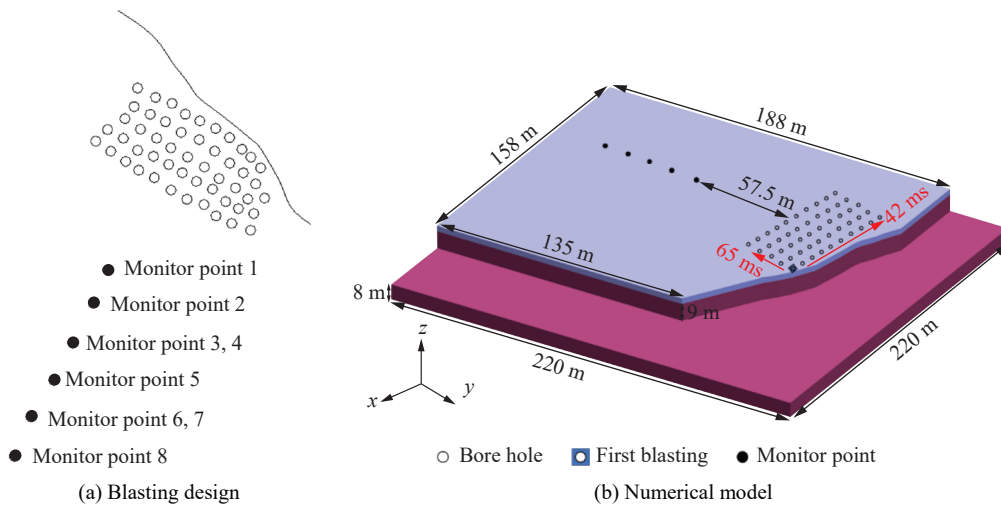 Monitor point 1
Monitor point 2
Monitor point 3, 4
Monitor point 5
Monitor point 6, 7
Monitor point 8
(a) Blasting design
188 m
158 m
57.5 m
42 ms
65 ms
135 m
8 m
9 m
220 m
220 m
z
x
y
Bore hole
First blasting
Monitor point
(b) Numerical model